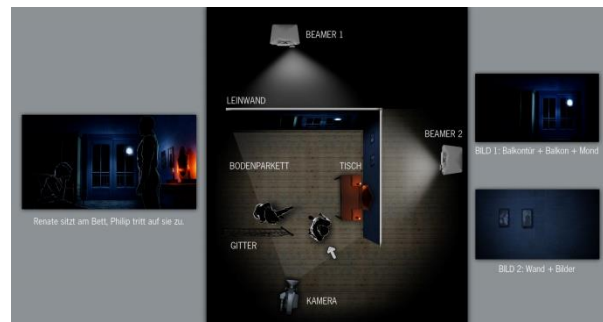 BEAMER 1
LEINWAND
BEAMER 2
BODENPARKETT
TISCH
GITTER
KAMERA
Renate sitzt am Bett, Philip tritt auf sie zu.
BILD 1: Balkontür + Balkon + Mond
BILD 2: Wand + Bilder